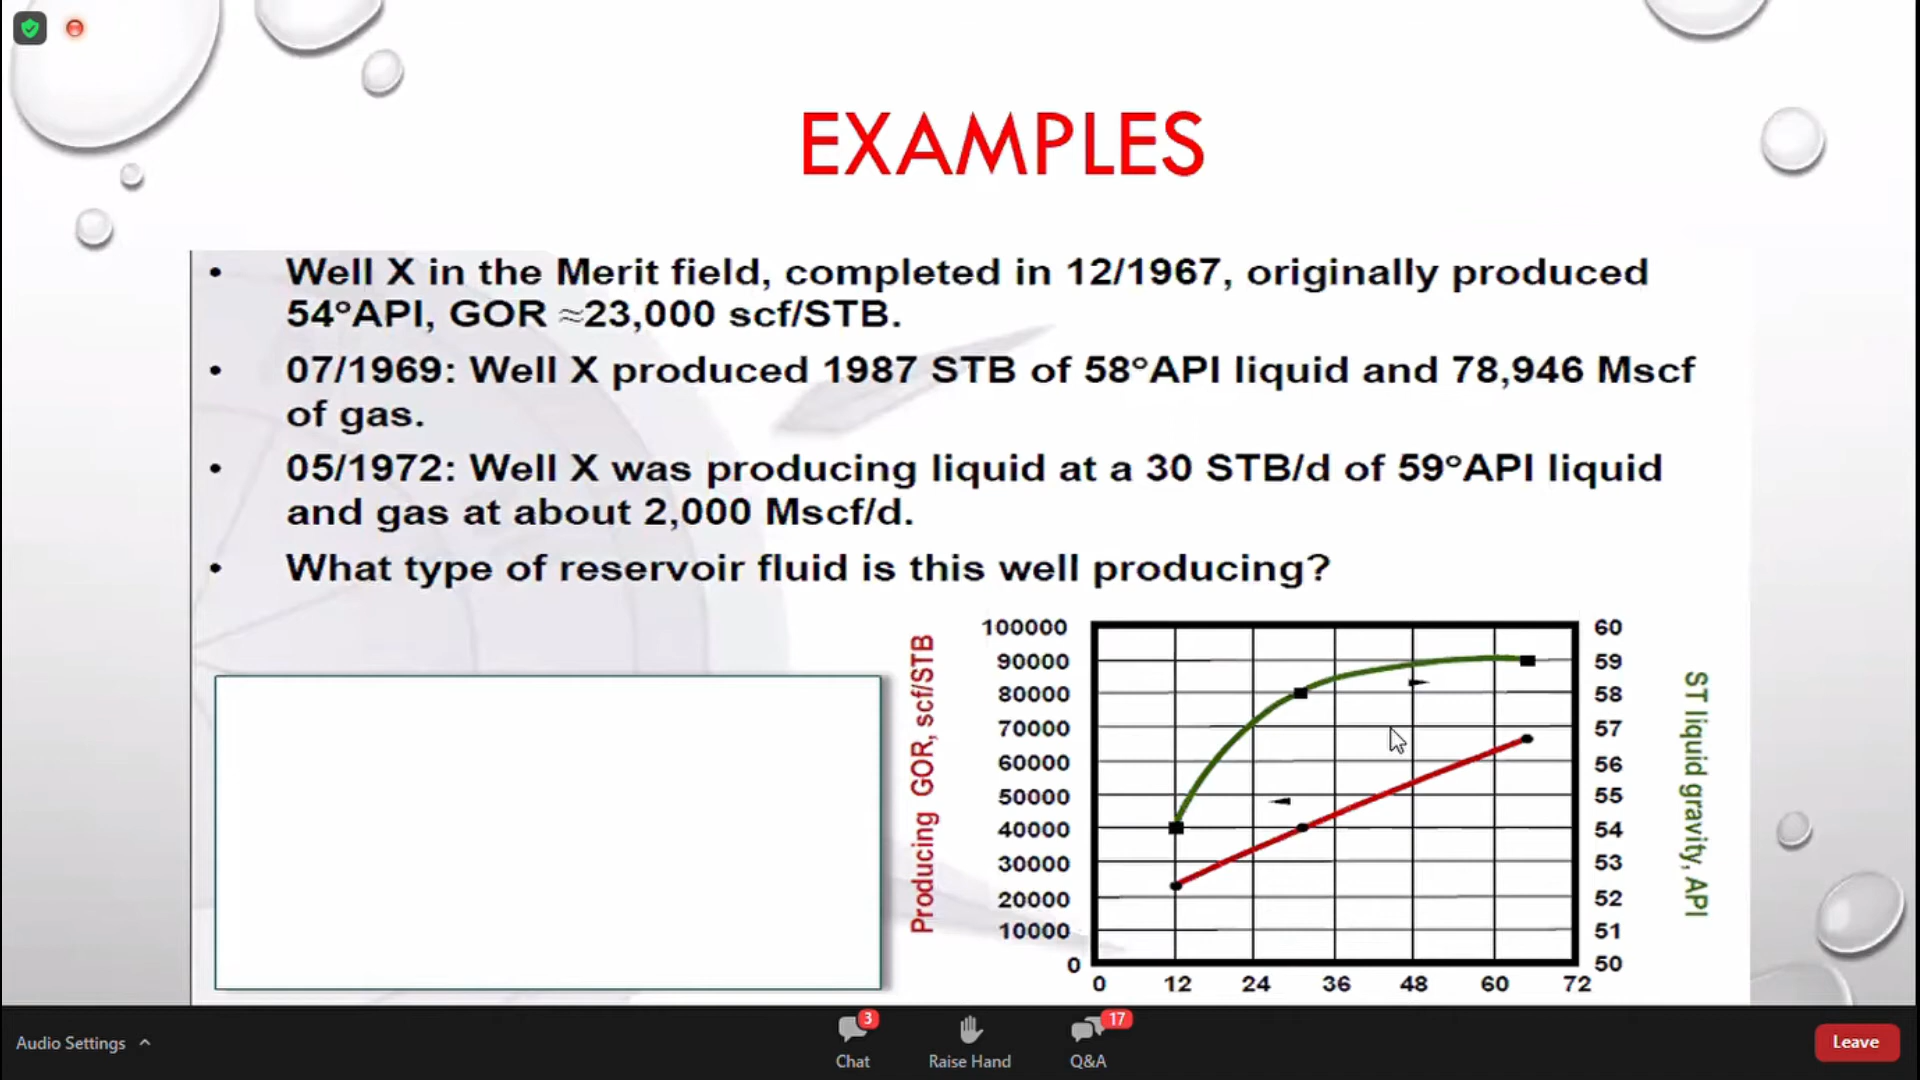 EXAMPLES
• Well X in the Merit field, completed in 12/1967, originally produced
54°API, GOR ≈23,000 scf/STB.
• 07/1969: Well X produced 1987 STB of 58°API liquid and 78,946 Mscf
of gas.
• 05/1972: Well X was producing liquid at a 30 STB/d of 59°API liquid
and gas at about 2,000 Mscf/d.
• What type of reservoir fluid is this well producing?
Producing GOR, scf/STB
100000
90000
80000
70000
60000
50000
40000
30000
20000
10000
0
0 12 24 36 48 60 72
60
59
58
57
56
55
54
53
52
51
50
ST liquid gravity, API
Audio Settings
3
Chat
Raise Hand
17
Q&A
Leave